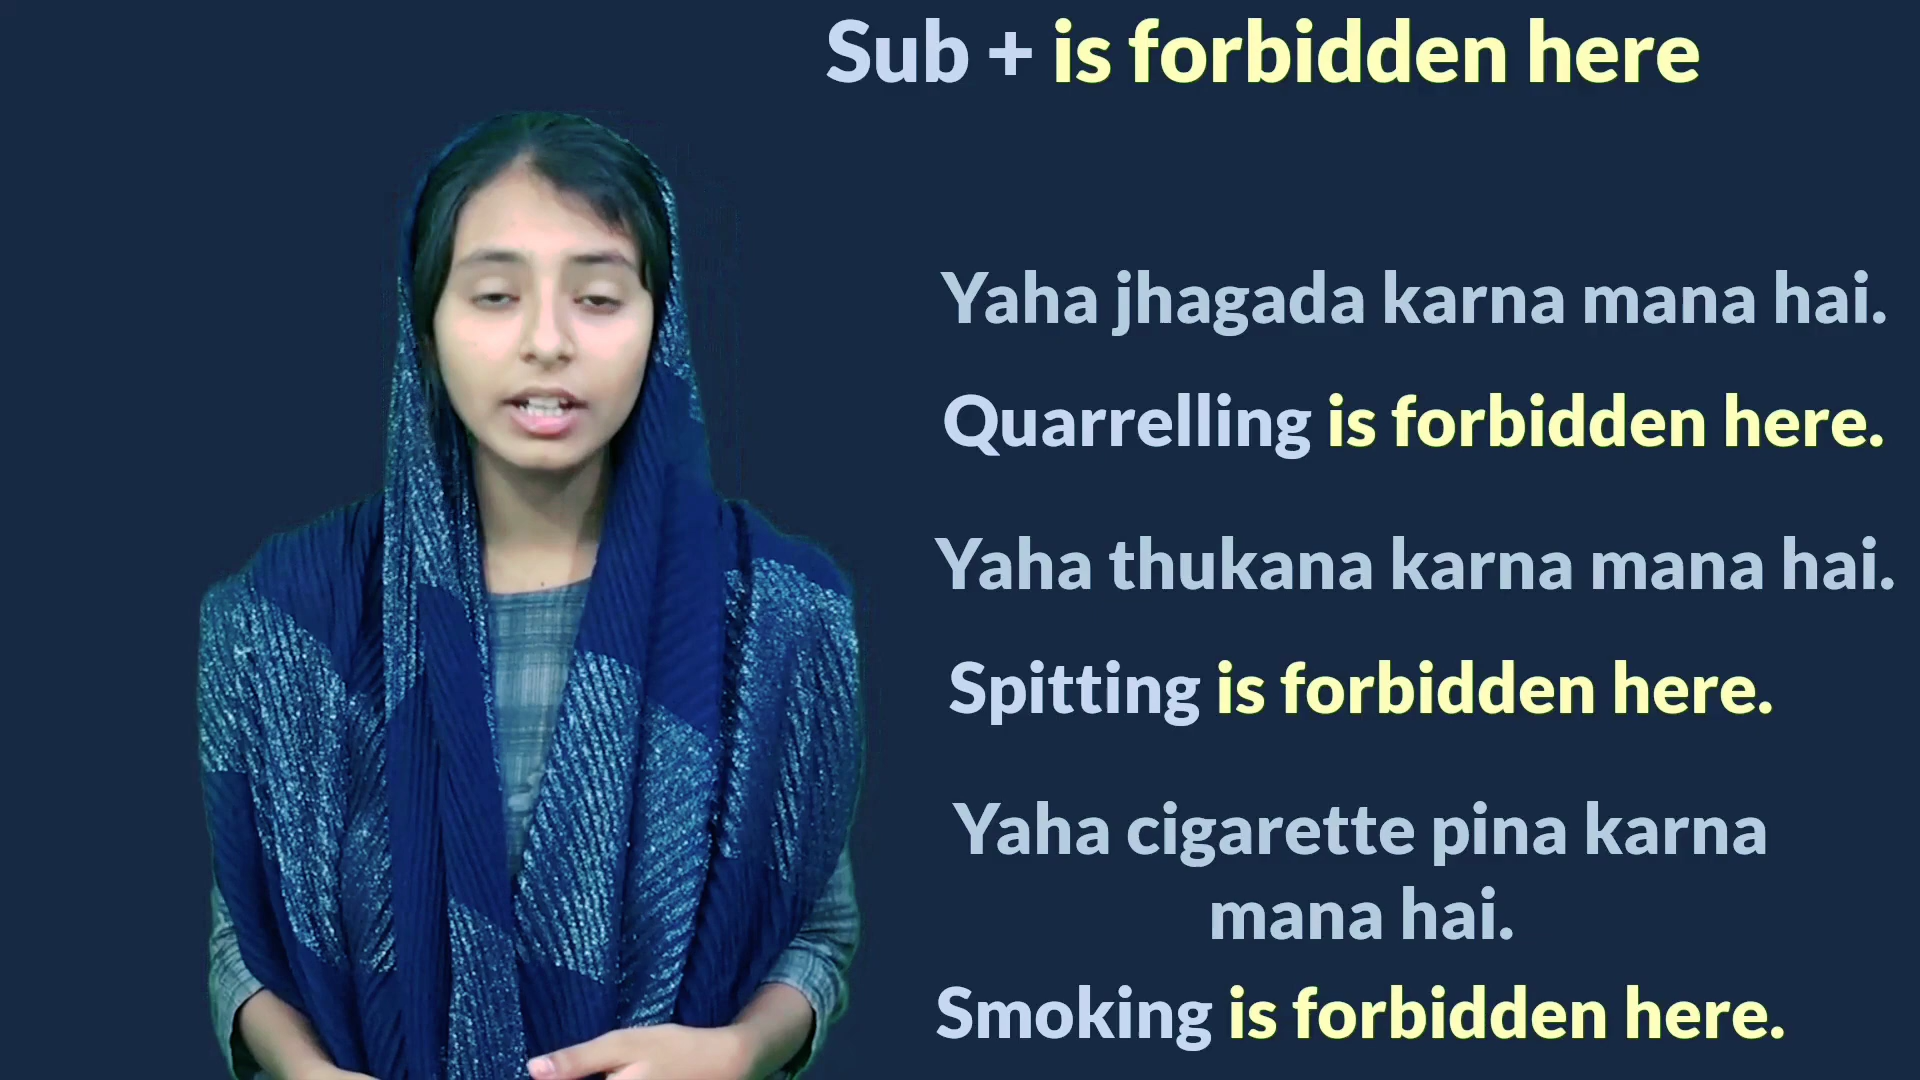 Sub + is forbidden here
Yaha jhagada karna mana hai.
Quarrelling is forbidden here.
Yaha thukana karna mana hai.
Spitting is forbidden here.
Yaha cigarette pina karna
mana hai.
Smoking is forbidden here.